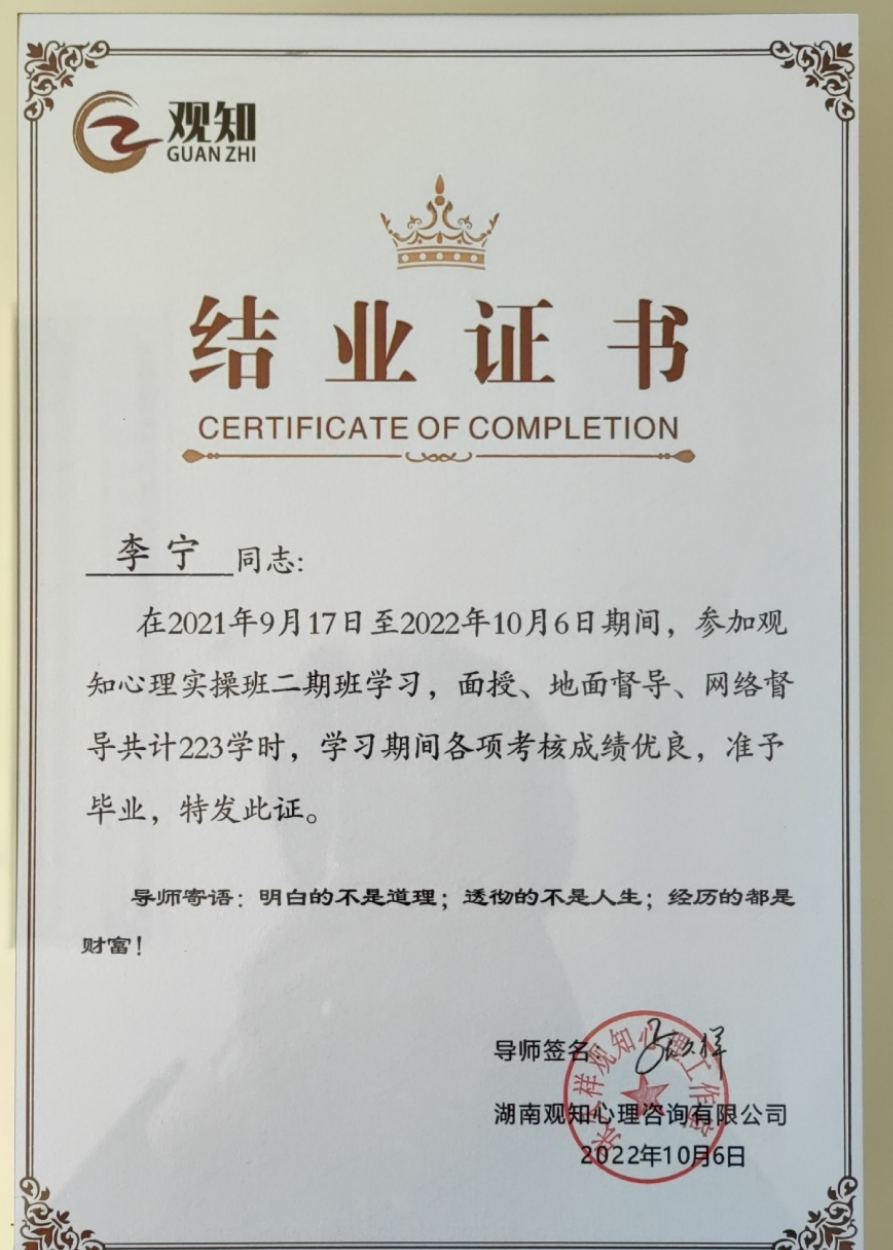 观知
GUAN ZHI
结业证书
CERTIFICATE OF COMPLETION
李宁 同志:
在2021年9月17日至2022年10月6日期间，参加观
知心理实操班二期班学习，面授、地面督导、网络督
导共计223学时，学习期间各项考核成绩优良，准予
毕业，特发此证。
导师寄语：明白的不是道理；透彻的不是人生；经历的都是
财富！
导师签名
湖南观知心理咨询有限公司
2022年10月6日
祥观知心理工作